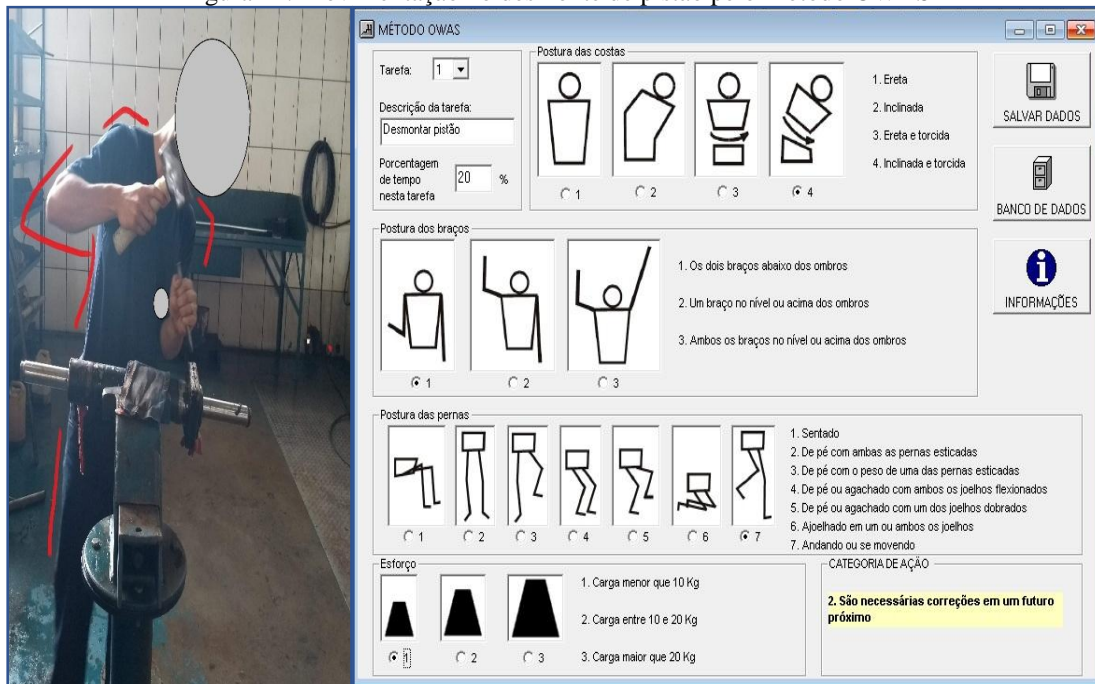 MÉTODO OWAS
Tarefa: 1
Descrição da tarefa:
Desmontar pistão
Porcentagem
de tempo
nesta tarefa
20 %
Postura das costas
1. Ereta
2. Inclinada
3. Ereta e torcida
4. Inclinada e torcida
1 2 3 4
SALVAR DADOS
BANCO DE DADOS
INFORMAÇÕES
Postura dos braços
1. Os dois braços abaixo dos ombros
2. Um braço no nível ou acima dos ombros
3. Ambos os braços no nível ou acima dos ombros
1 2 3
Postura das pernas
1. Sentado
2. De pé com ambas as pernas esticadas
3. De pé com o peso de uma das pernas esticadas
4. De pé ou agachado com ambos os joelhos flexionados
5. De pé ou agachado com um dos joelhos dobrados
6. Ajoelhado em um ou ambos os joelhos
7. Andando ou se movendo
1 2 3 4 5 6 7
Esforço
1. Carga menor que 10 Kg
2. Carga entre 10 e 20 Kg
3. Carga maior que 20 Kg
1 2 3
CATEGORIA DE AÇÃO
2. São necessárias correções em um futuro
próximo